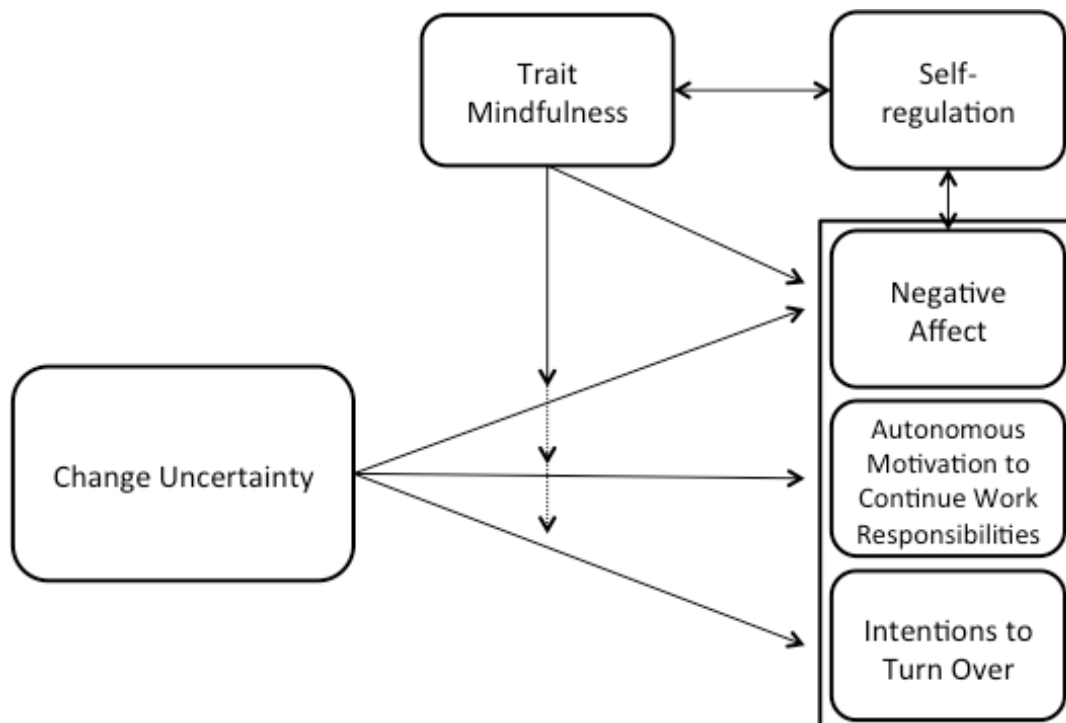 Trait
Mindfulness
Self-
regulation
Negative
Affect
Change Uncertainty
Autonomous
Motivation to
Continue Work
Responsibilities
Intentions to
Turn Over